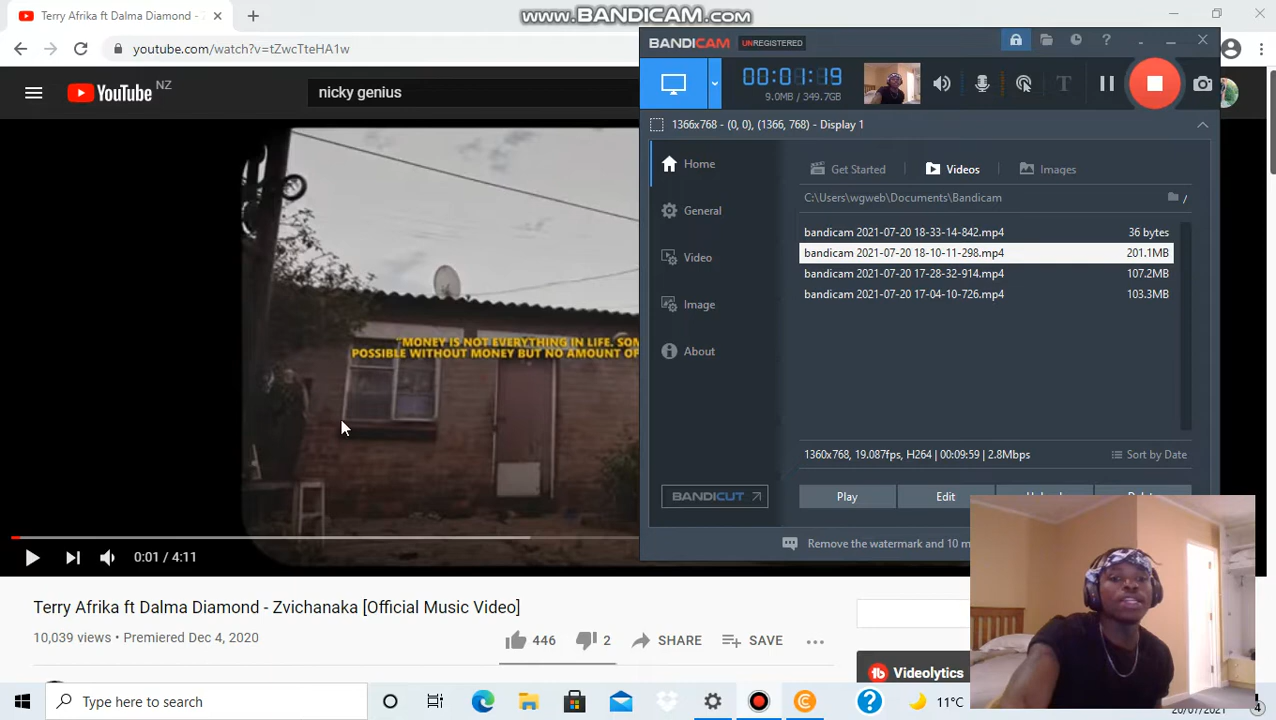 www.BANDICAM.com
Terry Afrika ft Dalma Diamond -
youtube.com/watch?v=tZwcTteHA1w
YouTube NZ
nicky genius
BANDICAM UNREGISTERED
00:01:19
9.0MB / 349.7GB
1366x768 - (0, 0), (1366, 768) - Display 1
Home
General
Video
Image
About
BANDICUT
Get Started
Videos
Images
C:\Users\wgweb\Documents\Bandicam
/
bandicam 2021-07-20 18-33-14-842.mp4 36 bytes
bandicam 2021-07-20 18-10-11-298.mp4 201.1MB
bandicam 2021-07-20 17-28-32-914.mp4 107.2MB
bandicam 2021-07-20 17-04-10-726.mp4 103.3MB
1360x768, 19.087fps, H264 | 00:09:59 | 2.8Mbps
Sort by Date
Play Edit
Remove the watermark and 10 m
"MONEY IS NOT EVERYTHING IN LIFE. SOM
POSSIBLE WITHOUT MONEY BUT NO AMOUNT OF
0:01 / 4:11
Terry Afrika ft Dalma Diamond - Zvichanaka [Official Music Video]
10,039 views • Premiered Dec 4, 2020
446 2 SHARE SAVE
Videolytics
Type here to search
11°C
20/07/2021